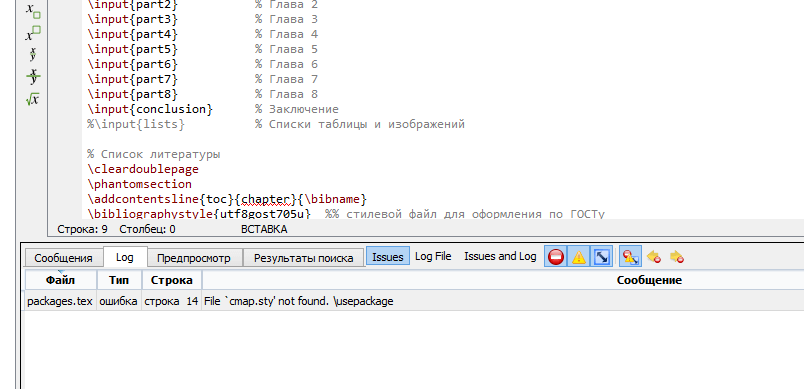 \input{part2} % Глава 2
\input{part3} % Глава 3
\input{part4} % Глава 4
\input{part5} % Глава 5
\input{part6} % Глава 6
\input{part7} % Глава 7
\input{part8} % Глава 8
\input{conclusion} % Заключение
%\input{lists} % Списки таблицы и изображений
% Список литературы
\cleardoublepage
\phantomsection
\addcontentsline{toc}{chapter}{\bibname}
\bibliographystyle{utf8gost705u} %% стилевой файл для оформления по ГОСТу
Строка: 9 Столбец: 0 ВСТАВКА
Сообщения Log Предпросмотр Результаты поиска Issues Log File Issues and Log
Файл Тип Строка Сообщение
packages.tex ошибка строка 14 File `cmap.sty' not found. \usepackage